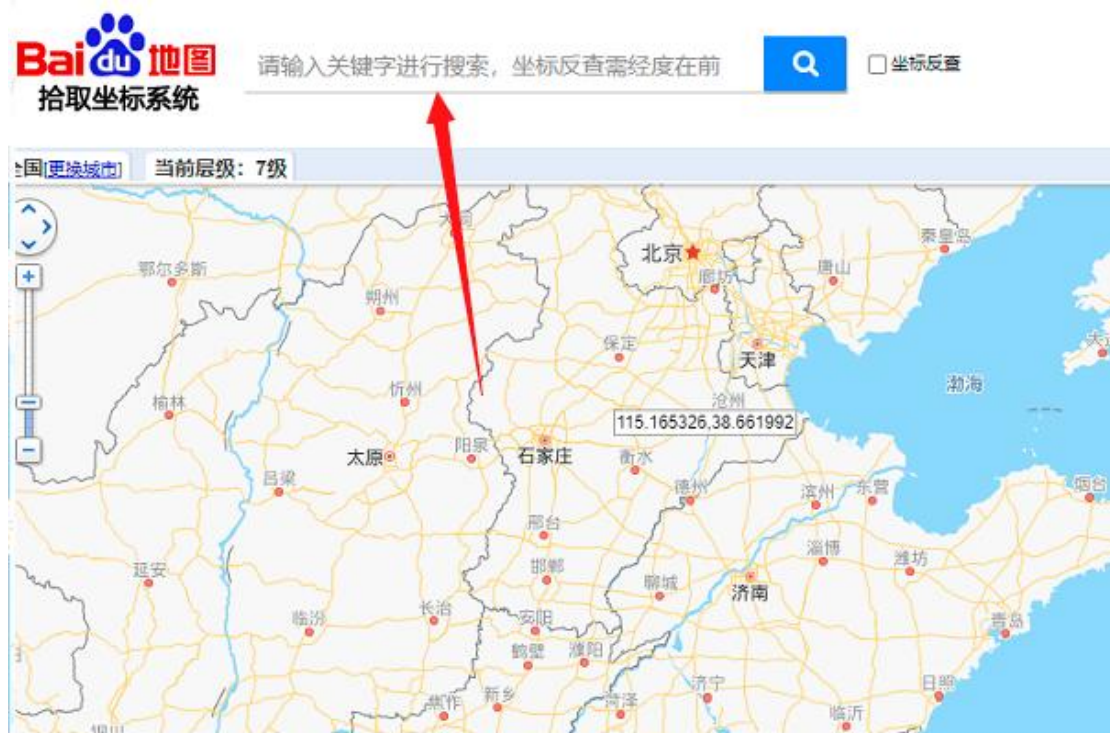 Bai du 地图
拾取坐标系统
请输入关键字进行搜索，坐标反查需经度在前
坐标反查
全国[更换城市]
当前层级：7级
大同
秦皇岛
北京
鄂尔多斯
廊坊
唐山
朔州
保定
天津
渤海
忻州
榆林
沧州
115.165326,38.661992
阳泉
石家庄
太原
衡水
吕梁
德州
滨州
东营
烟台
邢台
淄博
潍坊
延安
邯郸
聊城
济南
临汾
长治
安阳
青岛
鹤壁
濮阳
焦作
新乡
菏泽
济宁
日照
临沂
铜川